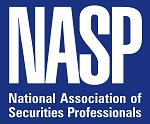 NASP
National Association of
Securities Professionals